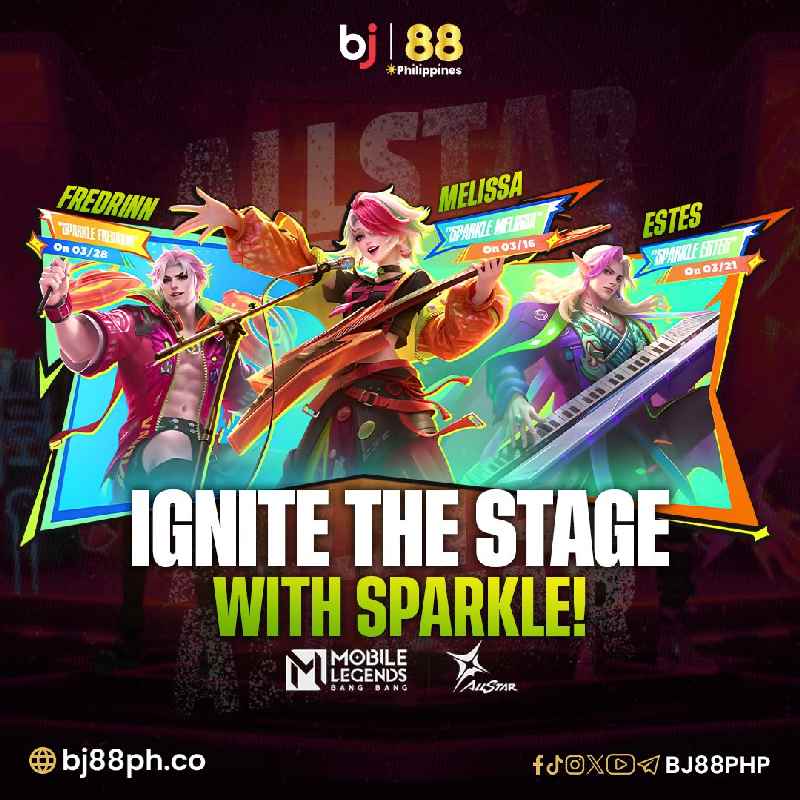 bj | 88
Philippines
ALLSTAR
FREDRINN
"SPARKLE FREDRINN"
On 03/28
MELISSA
"SPARKLE MELISSA"
On 03/16
ESTES
"SPARKLE ESTES"
On 03/21
IGNITE THE STAGE
WITH SPARKLE!
MOBILE
LEGENDS
BANG BANG
ALLSTAR
bj88ph.co
BJ88PHP